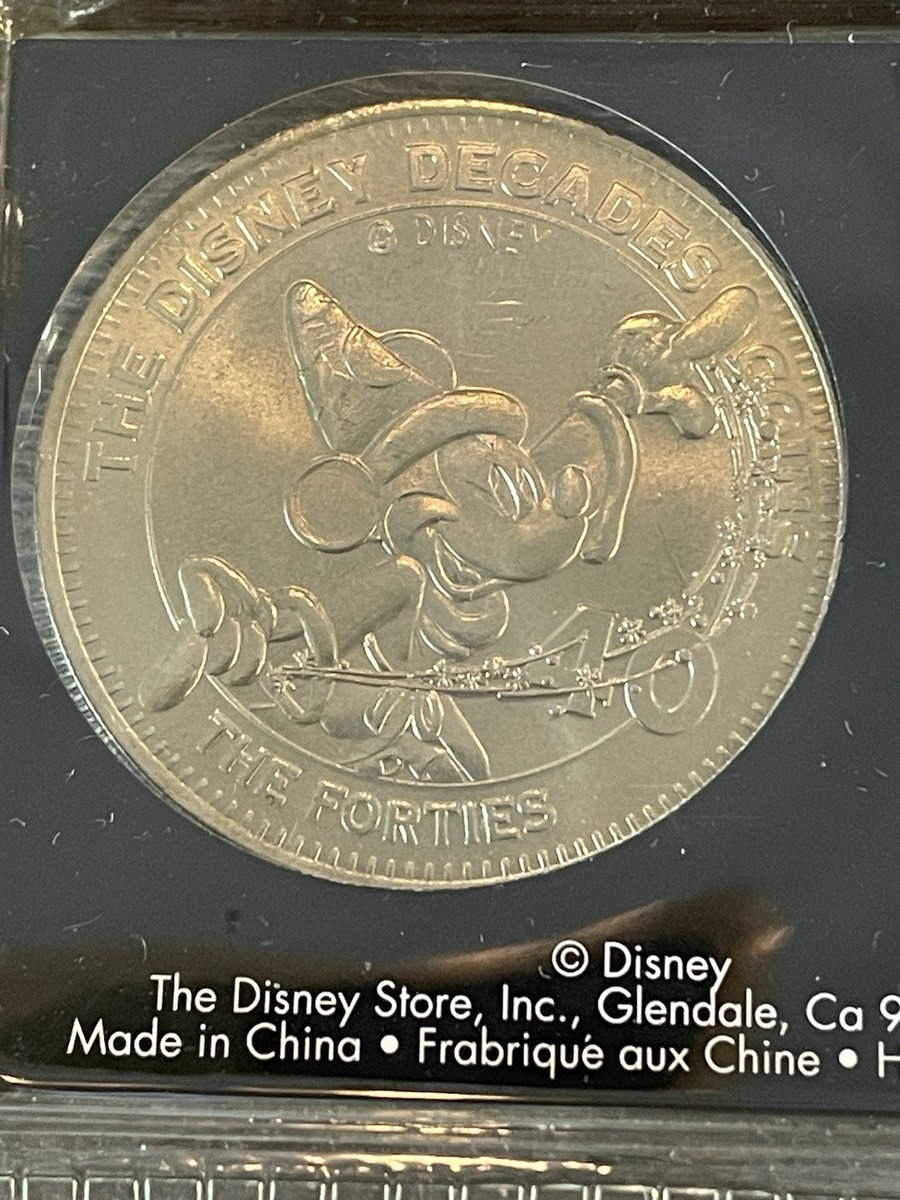 THE DISNEY DECADES COINS
© DISNEY
40
THE FORTIES
© Disney
The Disney Store, Inc., Glendale, Ca 9
Made in China • Frabriqué aux Chine • H